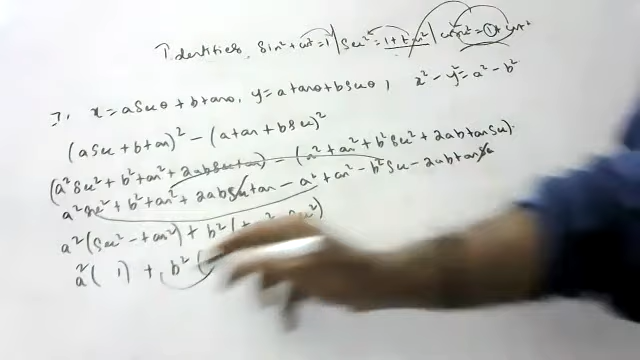 Identities, Sin² + cos² = 1 | Sec² = 1 + tan² | cosec² = 1 + cot²
I. x = a Sec θ + b tan θ, y = a tan θ + b sec θ, x² - y² = a² - b²
(a Sec + b tan)² - (a tan + b Sec)²
(a² Sec² + b² tan² + 2ab Sec tan) - (a² tan² + b² Sec² + 2ab tan Sec).
a² Sec² + b² tan² + 2ab Sec tan - a² tan² - b² Sec - 2ab tan Sec
a² (Sec² - tan²) + b² (
a² ( 1 ) + b² (